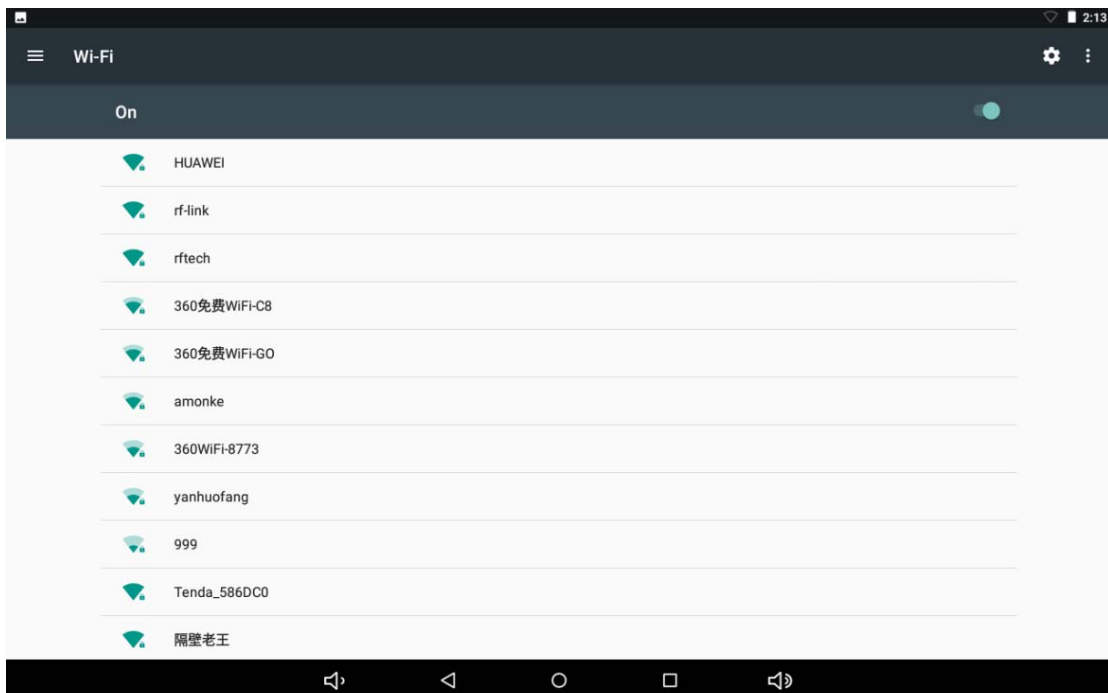 2:13
Wi-Fi
On
HUAWEI
rf-link
rftech
360免费WiFi-C8
360免费WiFi-GO
amonke
360WiFi-8773
yanhuofang
999
Tenda_586DC0
隔壁老王